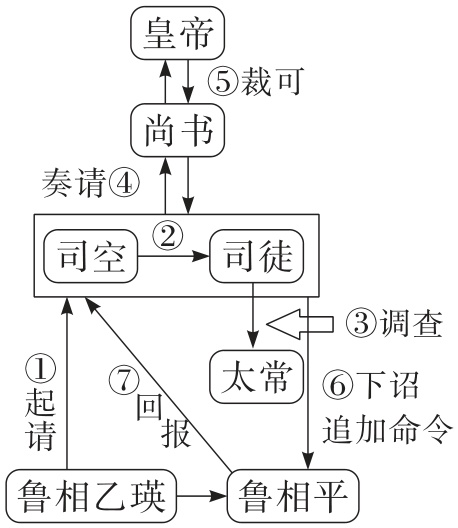 皇帝
⑤裁可
尚书
奏请④
②
司空
司徒
③调查
太常
①起请
⑦回报
⑥下诏
追加命令
鲁相乙瑛
鲁相平